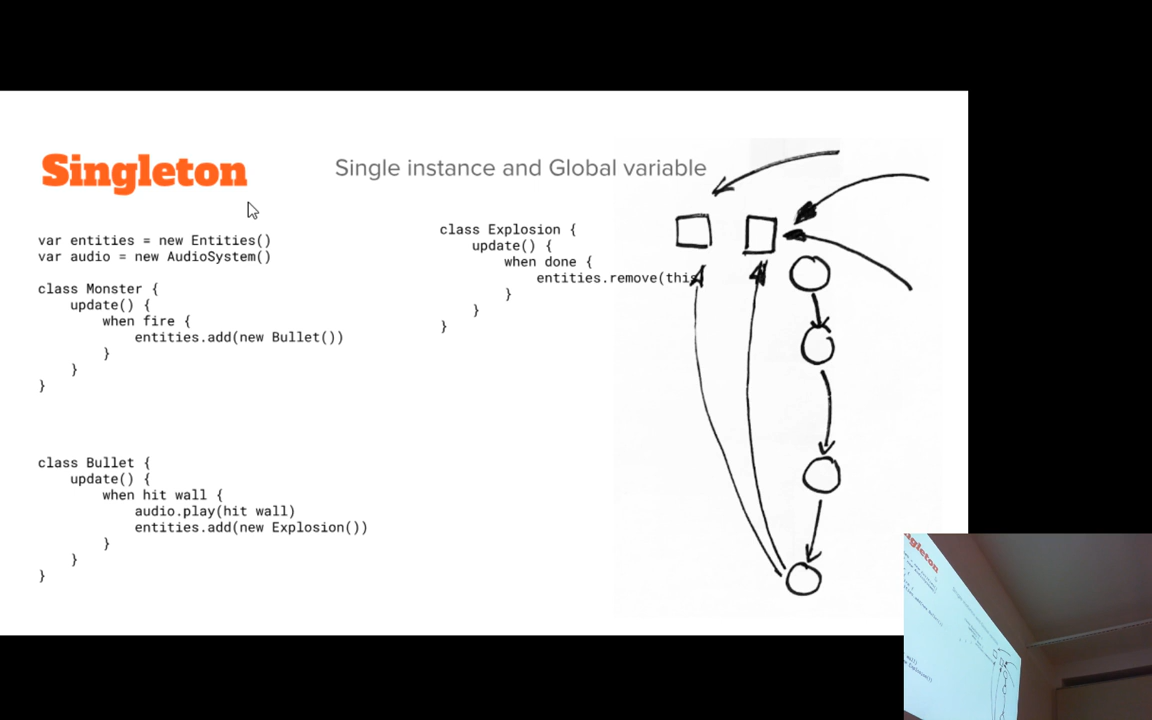 Singleton
Single instance and Global variable
var entities = new Entities()
var audio = new AudioSystem()
class Monster {
update() {
when fire {
entities.add(new Bullet())
}
}
}
class Bullet {
update() {
when hit wall {
audio.play(hit wall)
entities.add(new Explosion())
}
}
}
class Explosion {
update() {
when done {
entities.remove(this)
}
}
}